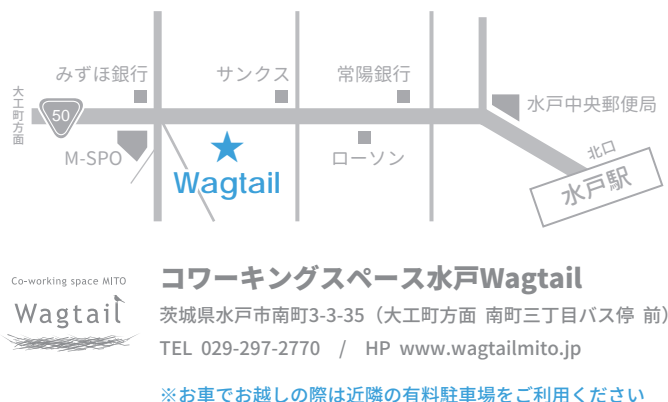 みずほ銀行
サンクス
常陽銀行
大工町方面
50
水戸中央郵便局
M-SPO
Wagtail
ローソン
北口
水戸駅
Co-working space MITO
Wagtail
コワーキングスペース水戸Wagtail
茨城県水戸市南町3-3-35（大工町方面 南町三丁目バス停 前）
TEL 029-297-2770 / HP www.wagtailmito.jp
※お車でお越しの際は近隣の有料駐車場をご利用ください